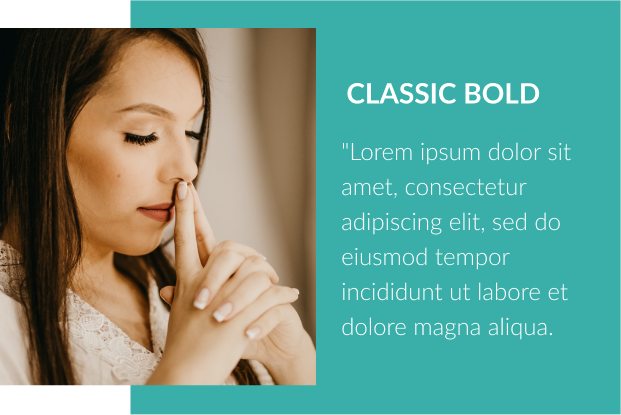 CLASSIC BOLD
"Lorem ipsum dolor sit
amet, consectetur
adipiscing elit, sed do
eiusmod tempor
incididunt ut labore et
dolore magna aliqua.